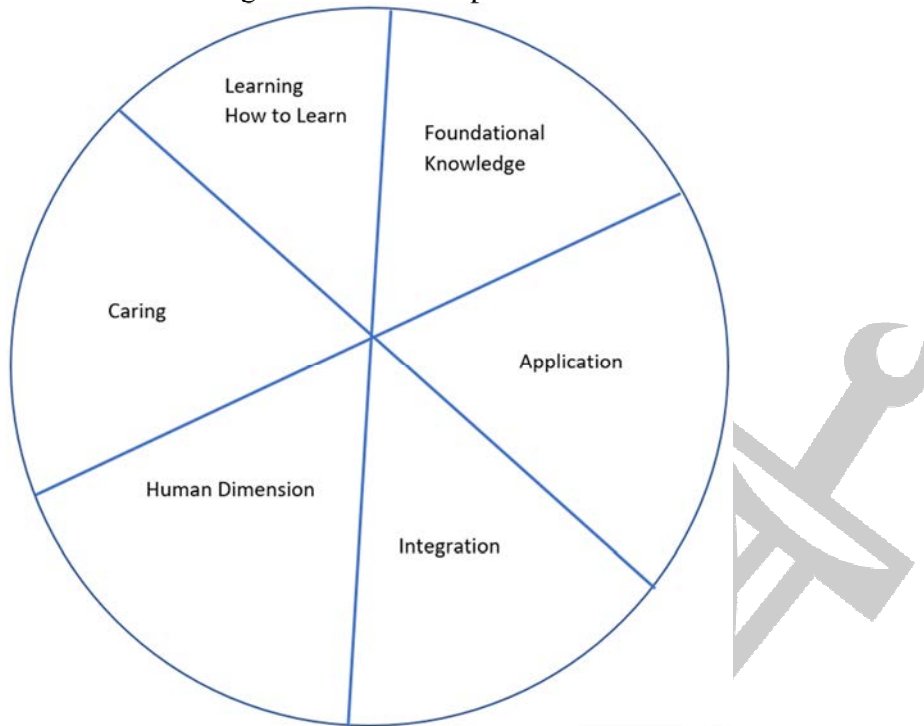 Learning
How to Learn
Foundational
Knowledge
Caring
Application
Human Dimension
Integration